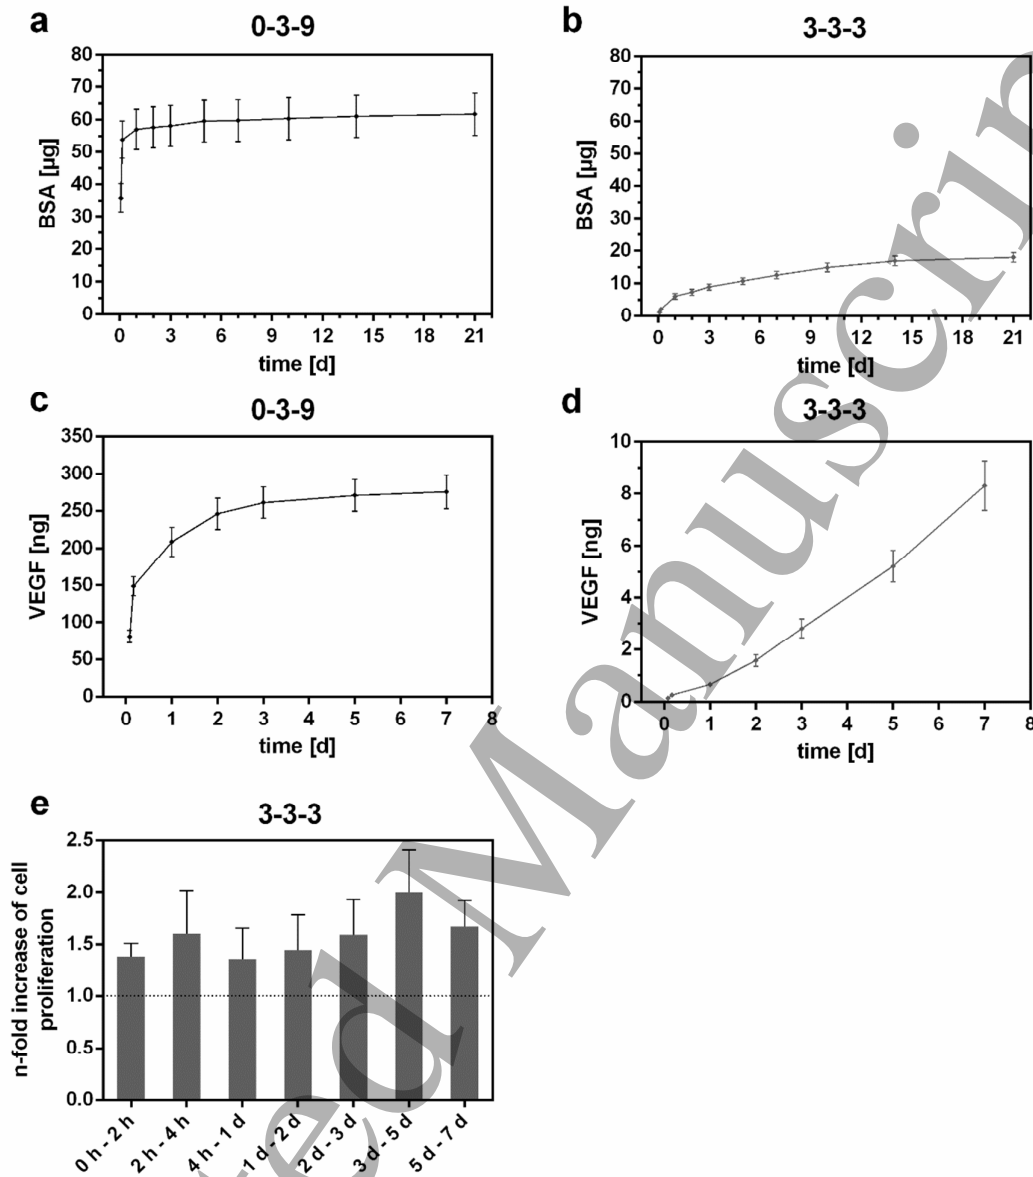 a
0-3-9
80
70
60
50
40
30
20
10
0
BSA [µg]
0 3 6 9 12 15 18 21
time [d]
b
3-3-3
80
70
60
50
40
30
20
10
0
BSA [µg]
0 3 6 9 12 15 18 21
time [d]
c
0-3-9
350
300
250
200
150
100
50
0
VEGF [ng]
0 1 2 3 4 5 6 7 8
time [d]
d
3-3-3
10
8
6
4
2
0
VEGF [ng]
0 1 2 3 4 5 6 7 8
time [d]
e
3-3-3
2.5
2.0
1.5
1.0
0.5
0.0
n-fold increase of cell
proliferation
0 h - 2 h
2 h - 4 h
4 h - 1 d
1 d - 2 d
2 d - 3 d
3 d - 5 d
5 d - 7 d
ted Manuscrip